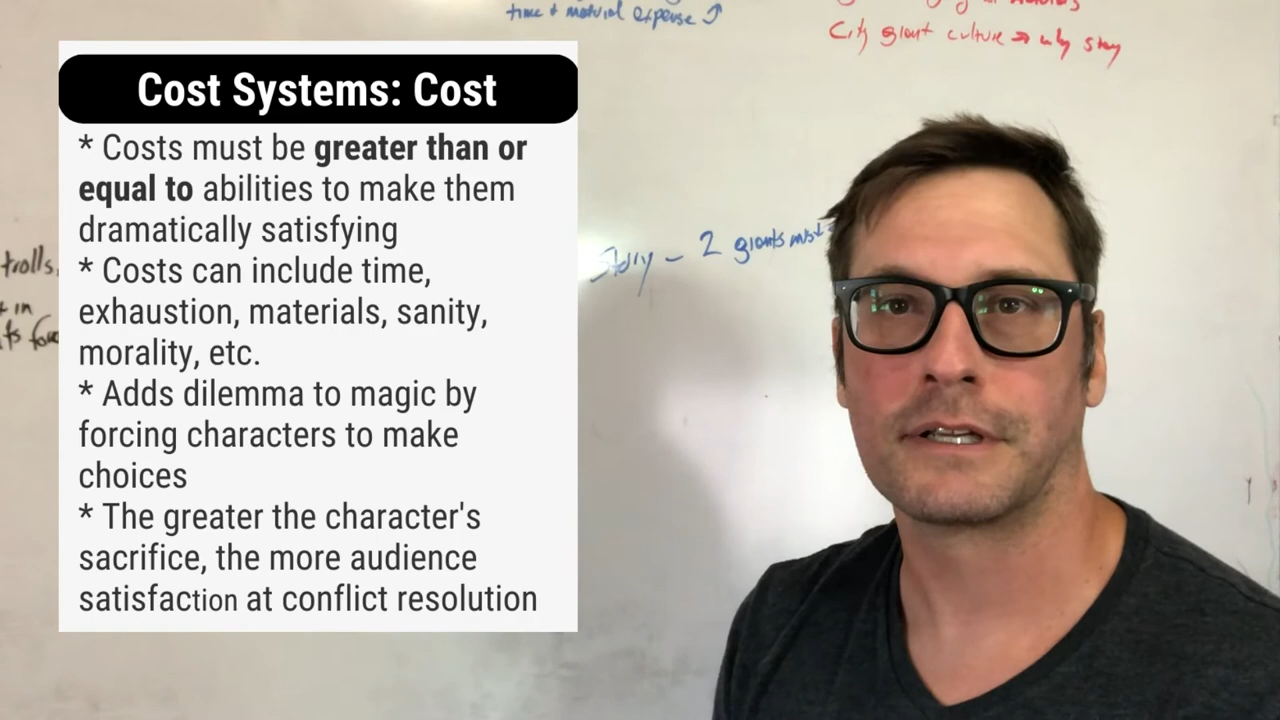 time + material expense ↑
City giant culture → why stay
Cost Systems: Cost
* Costs must be greater than or
equal to abilities to make them
dramatically satisfying
* Costs can include time,
exhaustion, materials, sanity,
morality, etc.
* Adds dilemma to magic by
forcing characters to make
choices
* The greater the character's
sacrifice, the more audience
satisfaction at conflict resolution
trolls,
in
Story - 2 giants must